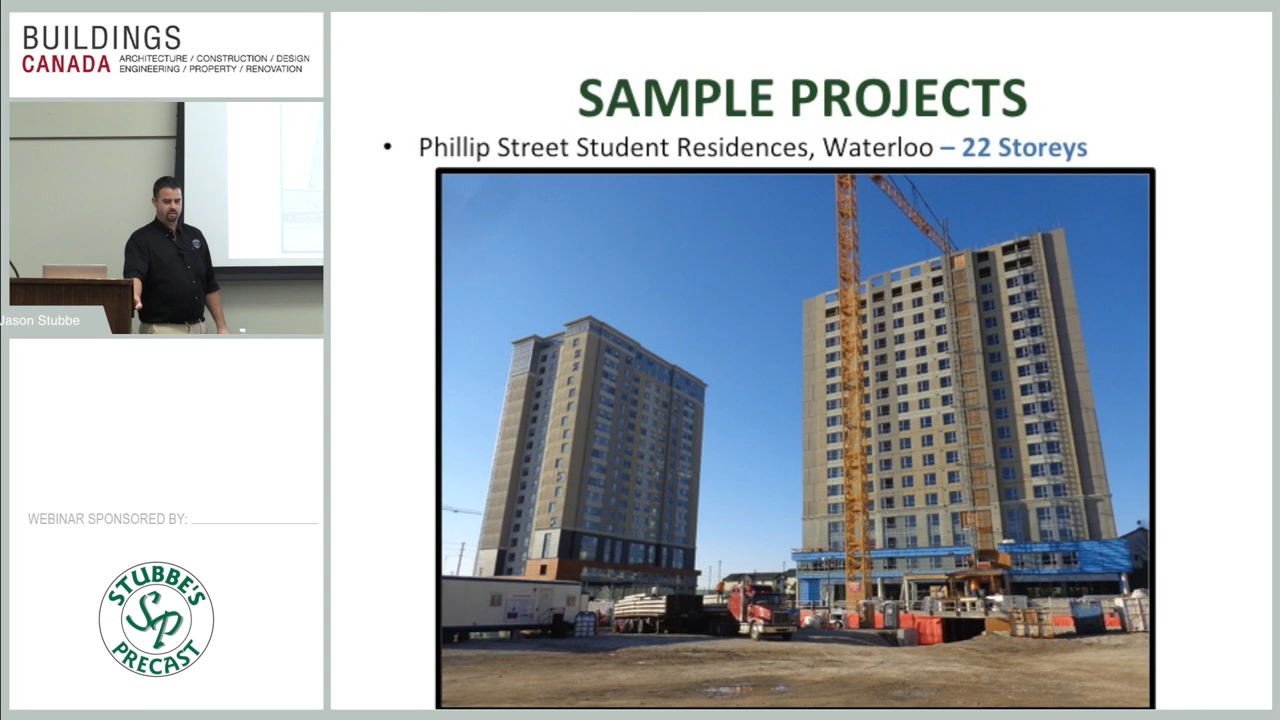 BUILDINGS
CANADA
ARCHITECTURE / CONSTRUCTION / DESIGN
ENGINEERING / PROPERTY / RENOVATION
Jason Stubbe
WEBINAR SPONSORED BY:
STUBBE'S
SP
PRECAST
SAMPLE PROJECTS
• Phillip Street Student Residences, Waterloo – 22 Storeys